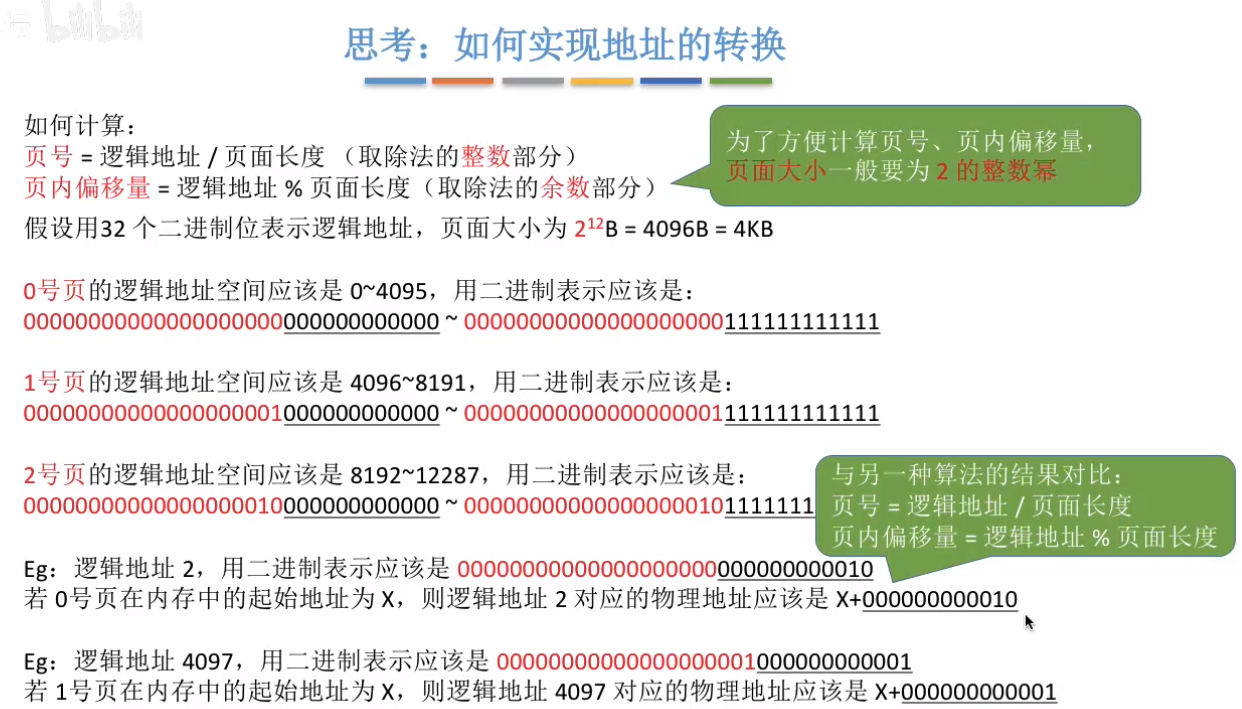 bilibili
思考：如何实现地址的转换
如何计算：
页号 = 逻辑地址 / 页面长度 （取除法的整数部分）
页内偏移量 = 逻辑地址 % 页面长度（取除法的余数部分）
为了方便计算页号、页内偏移量，
页面大小一般要为 2 的整数幂
假设用32 个二进制位表示逻辑地址，页面大小为 2¹²B = 4096B = 4KB
0号页的逻辑地址空间应该是 0~4095，用二进制表示应该是：
00000000000000000000000000000000 ~ 00000000000000000000111111111111
1号页的逻辑地址空间应该是 4096~8191，用二进制表示应该是：
00000000000000000001000000000000 ~ 00000000000000000001111111111111
2号页的逻辑地址空间应该是 8192~12287，用二进制表示应该是：
00000000000000000010000000000000 ~ 000000000000000000101111111
与另一种算法的结果对比：
页号 = 逻辑地址 / 页面长度
页内偏移量 = 逻辑地址 % 页面长度
Eg：逻辑地址 2，用二进制表示应该是 00000000000000000000000000000010
若 0号页在内存中的起始地址为 X，则逻辑地址 2 对应的物理地址应该是 X+000000000010
Eg：逻辑地址 4097，用二进制表示应该是 00000000000000000001000000000001
若 1号页在内存中的起始地址为 X，则逻辑地址 4097 对应的物理地址应该是 X+000000000001